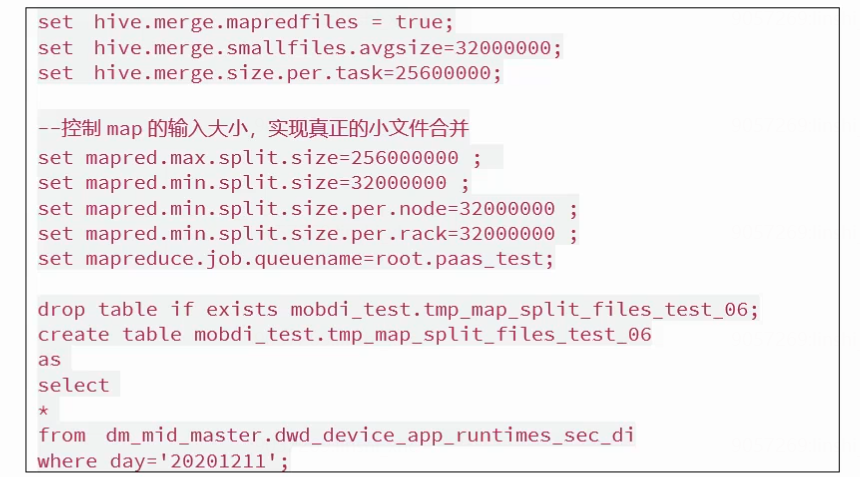 set hive.merge.mapredfiles = true;
set hive.merge.smallfiles.avgsize=32000000;
set hive.merge.size.per.task=25600000;
--控制 map 的输入大小，实现真正的小文件合并
set mapred.max.split.size=256000000 ;
set mapred.min.split.size=32000000 ;
set mapred.min.split.size.per.node=32000000 ;
set mapred.min.split.size.per.rack=32000000 ;
set mapreduce.job.queuename=root.paas_test;
drop table if exists mobdi_test.tmp_map_split_files_test_06;
create table mobdi_test.tmp_map_split_files_test_06
as
select
*
from dm_mid_master.dwd_device_app_runtimes_sec_di
where day='20201211';